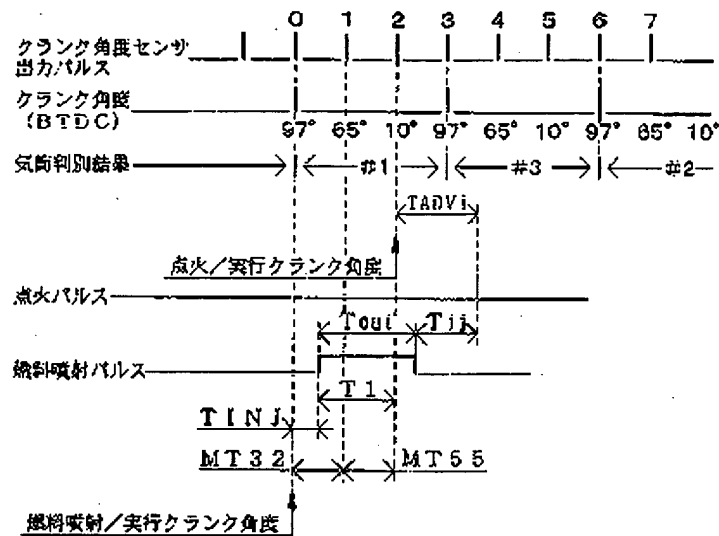 0 1 2 3 4 5 6 7
クランク角度センサ
出力パルス
クランク角度
(BTDC)
97° 65° 10° 97° 65° 10° 97° 65° 10°
気筒判別結果
#1 #3 #2
TADVi
点火/実行クランク角度
点火パルス
Tout Tij
燃料噴射パルス
T1
TINJ
MT32 MT55
燃料噴射/実行クランク角度